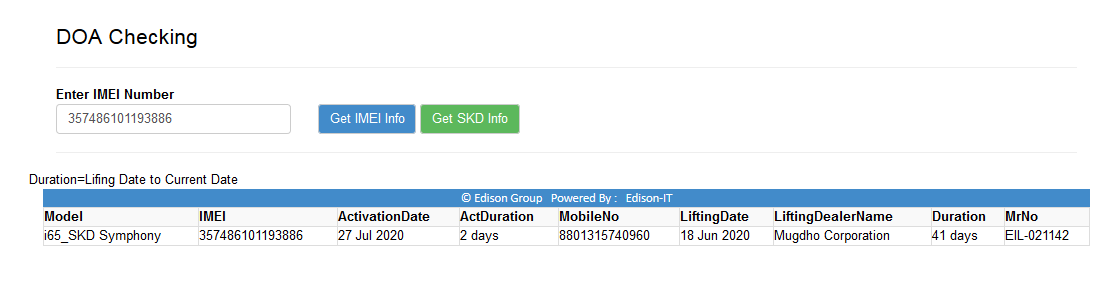 DOA Checking
Enter IMEI Number
357486101193886 Get IMEI Info Get SKD Info
Duration=Lifing Date to Current Date
© Edison Group Powered By : Edison-IT
Model IMEI ActivationDate ActDuration MobileNo LiftingDate LiftingDealerName Duration MrNo
i65_SKD Symphony 357486101193886 27 Jul 2020 2 days 8801315740960 18 Jun 2020 Mugdho Corporation 41 days EIL-021142